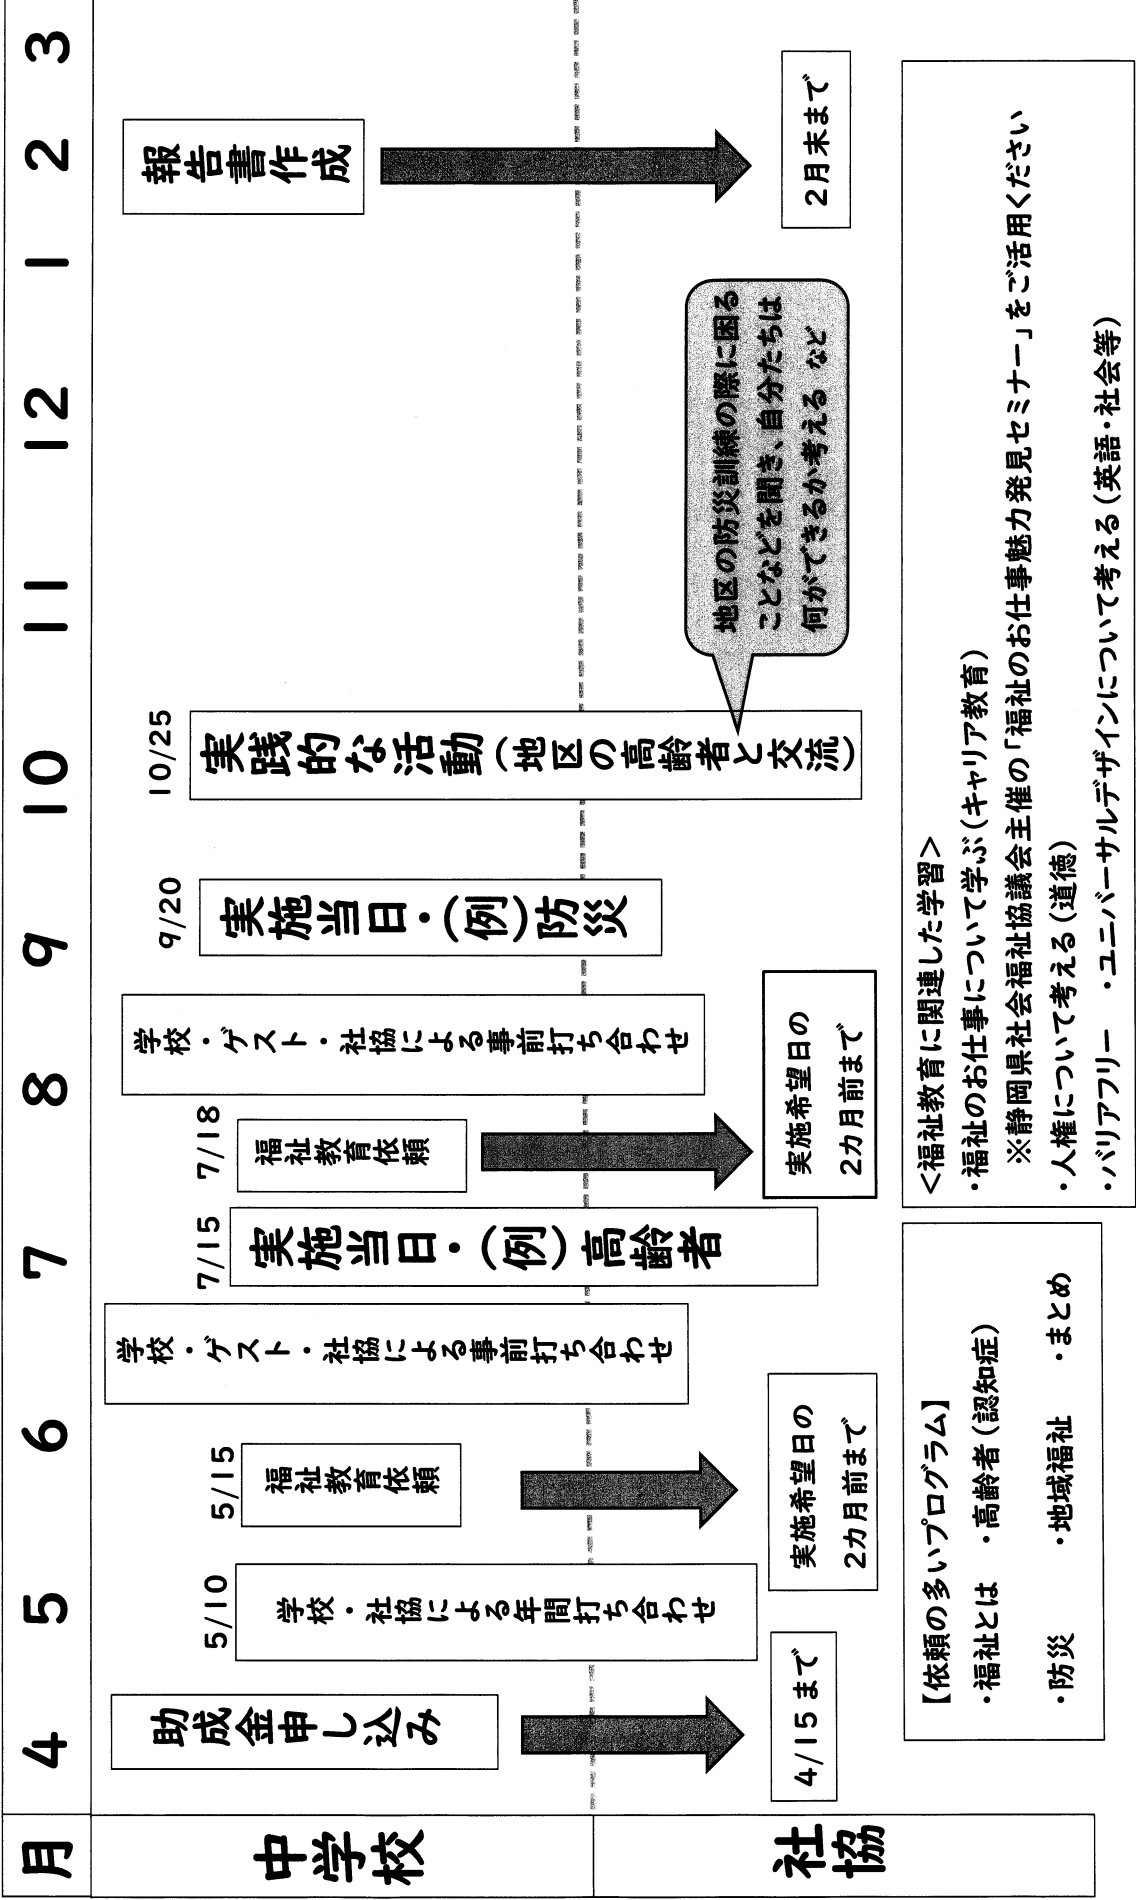 月
4
5
6
7
8
9
10
11
12
1
2
3
中学校
社協
助成金申し込み
4/15まで
5/10
学校・社協による年間打ち合わせ
5/15
福祉教育依頼
実施希望日の
2カ月前まで
学校・ゲスト・社協による事前打ち合わせ
7/15
実施当日・(例)高齢者
7/18
福祉教育依頼
実施希望日の
2カ月前まで
学校・ゲスト・社協による事前打ち合わせ
9/20
実施当日・(例)防災
10/25
実践的な活動(地区の高齢者と交流)
地区の防災訓練の際に困る
ことなどを聞き、自分たちは
何ができるか考える など
報告書作成
2月末まで
【依頼の多いプログラム】
・福祉とは ・高齢者(認知症)
・防災 ・地域福祉 ・まとめ
<福祉教育に関連した学習>
・福祉のお仕事について学ぶ(キャリア教育)
※静岡県社会福祉協議会主催の「福祉のお仕事魅力発見セミナー」をご活用ください
・人権について考える(道徳)
・バリアフリー ・ユニバーサルデザインについて考える(英語・社会等)